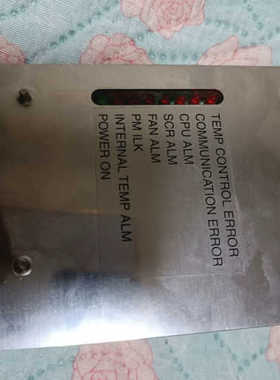 TEMP CONTROL ERROR
COMMUNICATION ERROR
CPU ALM
SCR ALM
FAN ALM
PM ILK
INTERNAL TEMP ALM
POWER ON